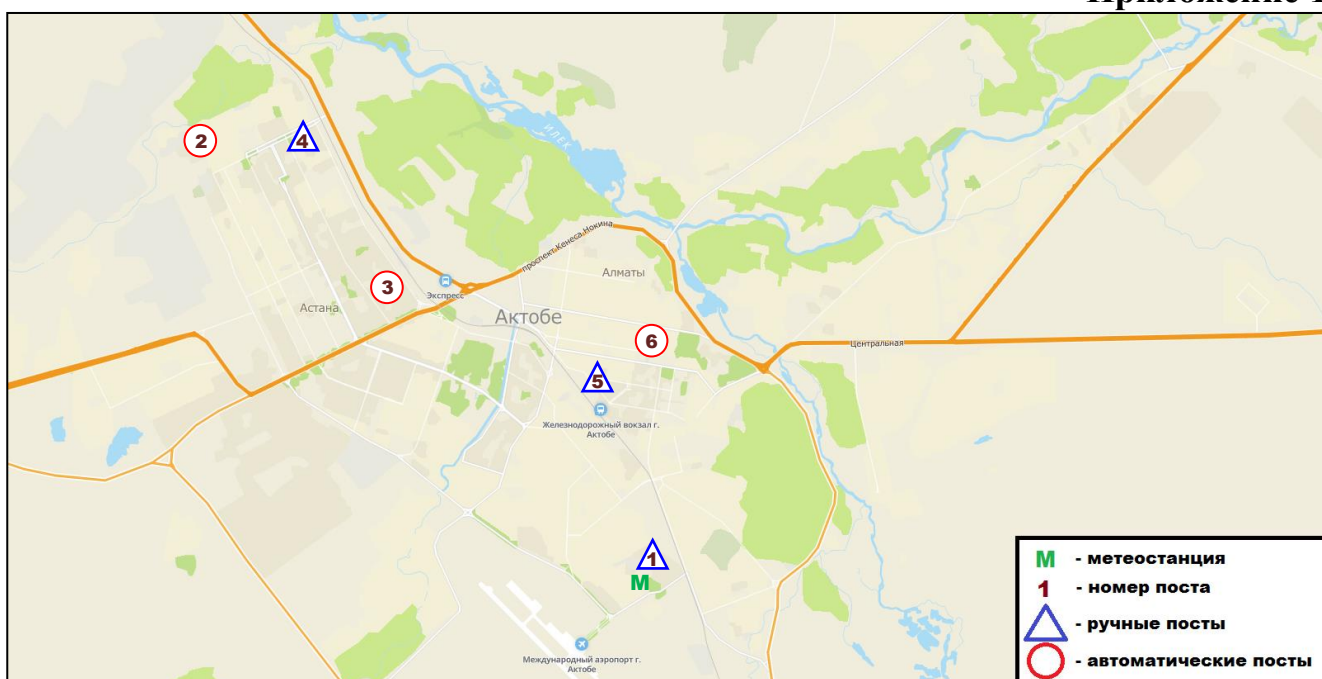 Приложение 1
2
4
ИЛЕК
проспект Кенеса Нокина
Алматы
3
Экспресс
Астана
Актобе
6
Центральная
5
Железнодорожный вокзал г.
Актобе
1
М
Международный аэропорт г.
Актобе
М - метеостанция
1 - номер поста
- ручные посты
- автоматические посты